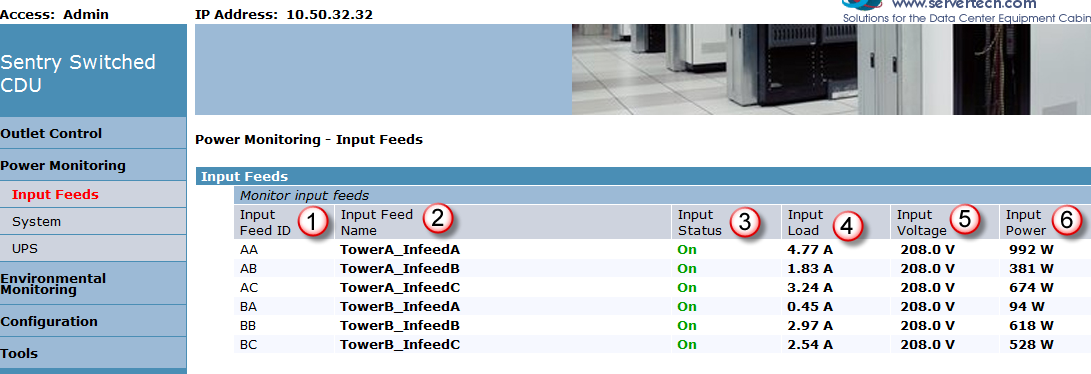 Access: Admin
IP Address: 10.50.32.32
www.servertech.com
Solutions for the Data Center Equipment Cabin
Sentry Switched
CDU
Outlet Control
Power Monitoring
Input Feeds
System
UPS
Environmental
Monitoring
Configuration
Tools
Power Monitoring - Input Feeds
Input Feeds
Monitor input feeds
Input Feed ID 1 Input Feed Name 2 Input Status 3 Input Load 4 Input Voltage 5 Input Power 6
AA TowerA_InfeedA On 4.77 A 208.0 V 992 W
AB TowerA_InfeedB On 1.83 A 208.0 V 381 W
AC TowerA_InfeedC On 3.24 A 208.0 V 674 W
BA TowerB_InfeedA On 0.45 A 208.0 V 94 W
BB TowerB_InfeedB On 2.97 A 208.0 V 618 W
BC TowerB_InfeedC On 2.54 A 208.0 V 528 W